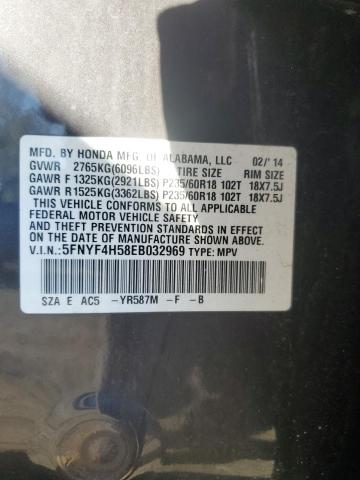 MFD. BY HONDA MFG. OF ALABAMA, LLC 02/'14
GVWR 2765KG(6096LBS) TIRE SIZE RIM SIZE
GAWR F 1325KG(2921LBS) P235/60R18 102T 18X7.5J
GAWR R 1525KG(3362LBS) P235/60R18 102T 18X7.5J
THIS VEHICLE CONFORMS TO ALL APPLICABLE
FEDERAL MOTOR VEHICLE SAFETY AND
THEFT PREVENTION STANDARDS IN EFFECT ON
THE DATE OF MANUFACTURE SHOWN ABOVE.
V.I.N.:5FNYF4H58EB032969 TYPE: MPV
SZA E AC5 -YR587M -F -B